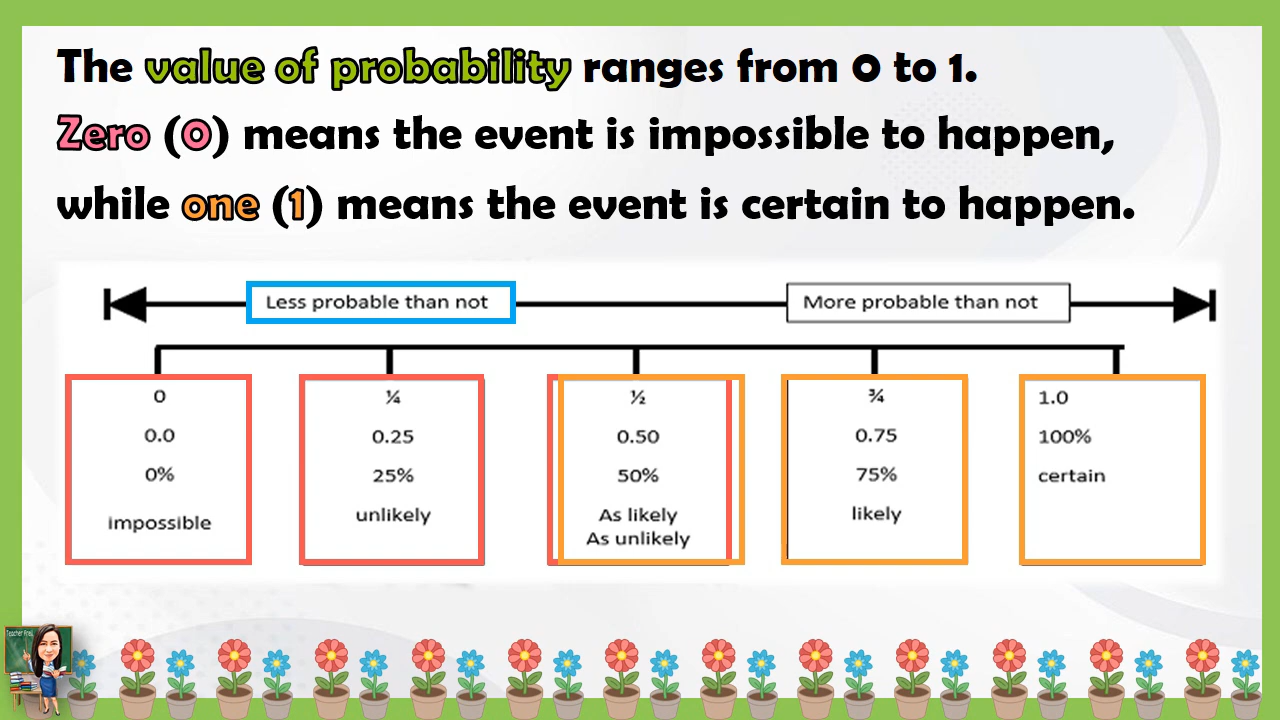 The value of probability ranges from 0 to 1.
Zero (0) means the event is impossible to happen,
while one (1) means the event is certain to happen.
Less probable than not
More probable than not
0
0.0
0%
impossible
¼
0.25
25%
unlikely
½
0.50
50%
As likely
As unlikely
¾
0.75
75%
likely
1.0
100%
certain